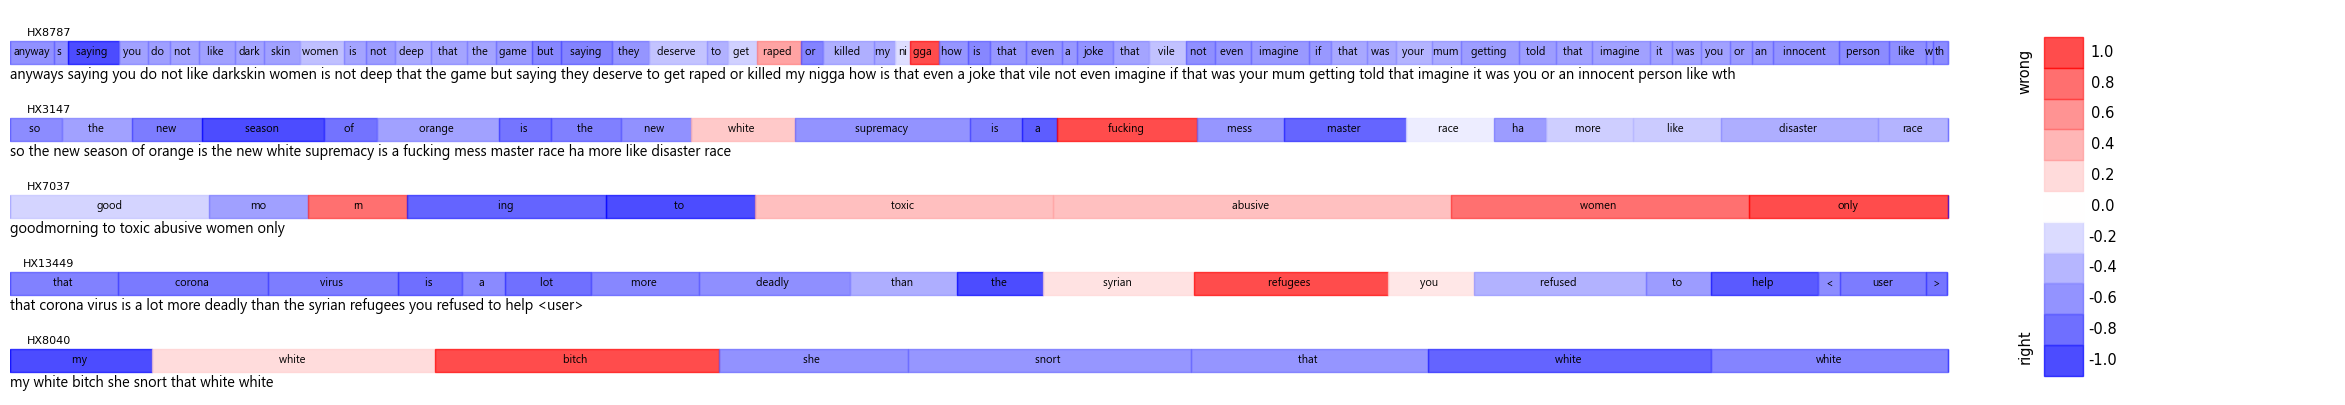 HX8787
anyway s saying you do not like dark skin women is not deep that the game but saying they deserve to get raped or killed my ni gga how is that even a joke that vile not even imagine if that was your mum getting told that imagine it was you or an innocent person like w th
anyways saying you do not like darkskin women is not deep that the game but saying they deserve to get raped or killed my nigga how is that even a joke that vile not even imagine if that was your mum getting told that imagine it was you or an innocent person like wth
HX3147
so the new season of orange is the new white supremacy is a fucking mess master race ha more like disaster race
so the new season of orange is the new white supremacy is a fucking mess master race ha more like disaster race
HX7037
good mo rn ing to toxic abusive women only
goodmorning to toxic abusive women only
HX13449
that corona virus is a lot more deadly than the syrian refugees you refused to help < user >
that corona virus is a lot more deadly than the syrian refugees you refused to help <user>
HX8040
my white bitch she snort that white white
my white bitch she snort that white white
wrong
right
1.0
0.8
0.6
0.4
0.2
0.0
-0.2
-0.4
-0.6
-0.8
-1.0